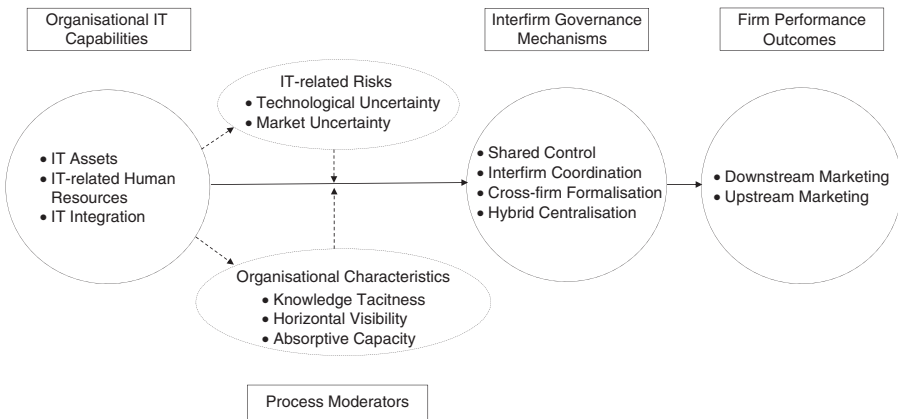 Organisational IT
Capabilities
Interfirm Governance
Mechanisms
Firm Performance
Outcomes
IT-related Risks
• Technological Uncertainty
• Market Uncertainty
• IT Assets
• IT-related Human
Resources
• IT Integration
• Shared Control
• Interfirm Coordination
• Cross-firm Formalisation
• Hybrid Centralisation
• Downstream Marketing
• Upstream Marketing
Organisational Characteristics
• Knowledge Tacitness
• Horizontal Visibility
• Absorptive Capacity
Process Moderators